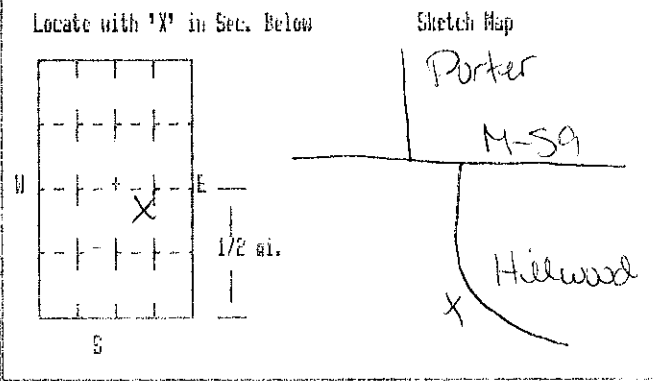 Locate with 'X' in Sec. Below
Sketch Map
Porter
M-59
W
E
X
1/2 mi.
Hillwood
X
S